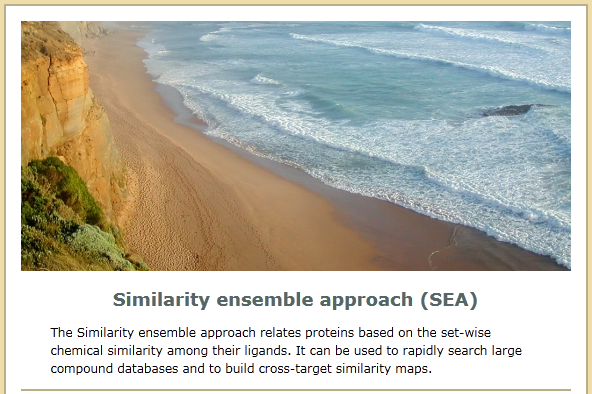 Similarity ensemble approach (SEA)
The Similarity ensemble approach relates proteins based on the set-wise
chemical similarity among their ligands. It can be used to rapidly search large
compound databases and to build cross-target similarity maps.